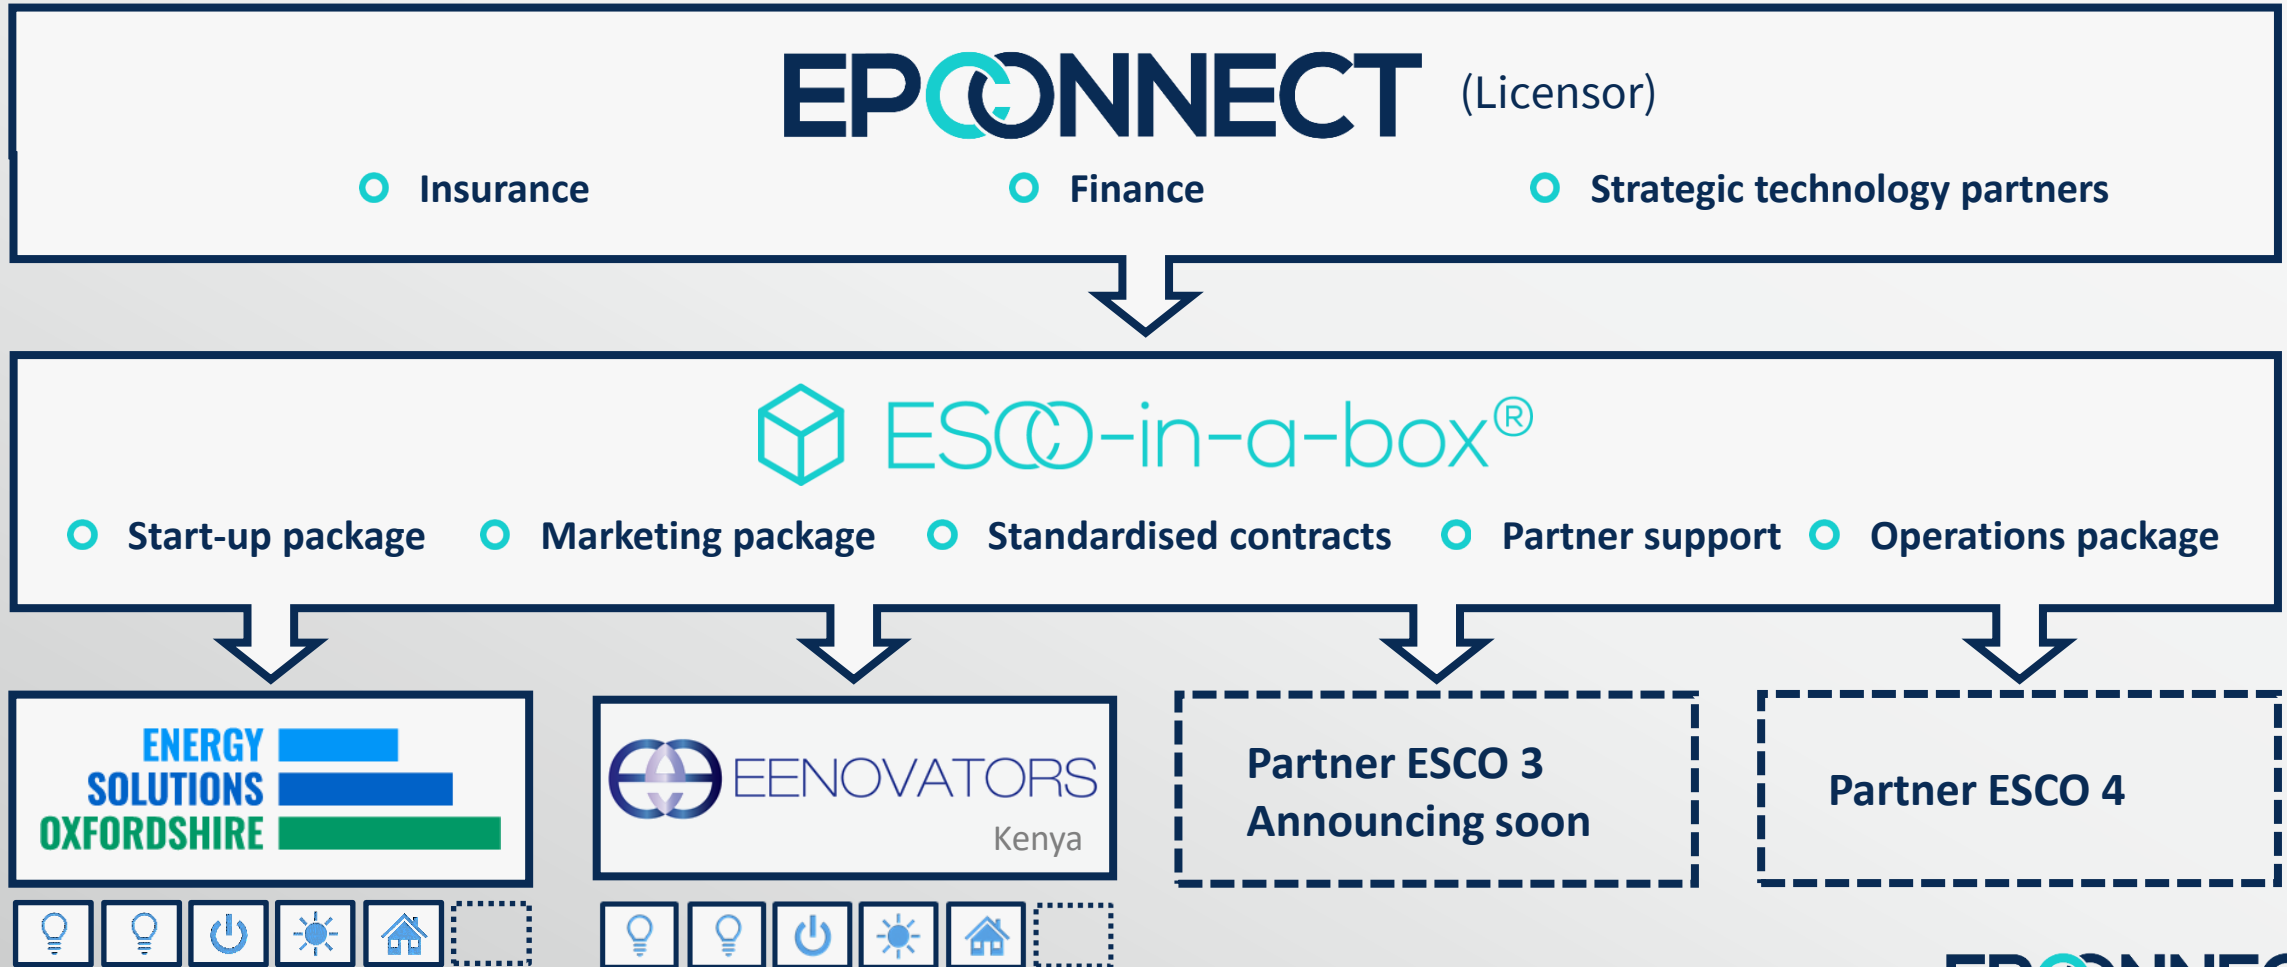 EPCONNECT (Licensor)
Insurance
Finance
Strategic technology partners
ESCO-in-a-box®
Start-up package
Marketing package
Standardised contracts
Partner support
Operations package
ENERGY
SOLUTIONS
OXFORDSHIRE
EENOVATORS
Kenya
Partner ESCO 3
Announcing soon
Partner ESCO 4